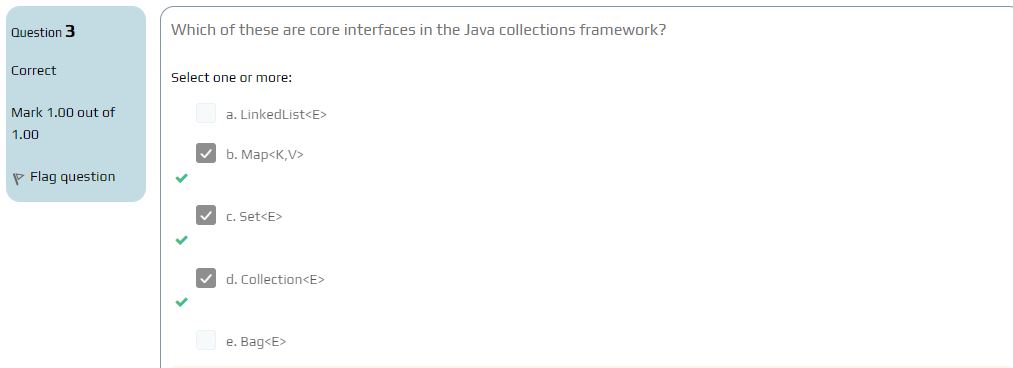 Question 3
Correct
Mark 1.00 out of
1.00
Flag question
Which of these are core interfaces in the Java collections framework?
Select one or more:
a. LinkedList<E>
b. Map<K,V>
c. Set<E>
d. Collection<E>
e. Bag<E>